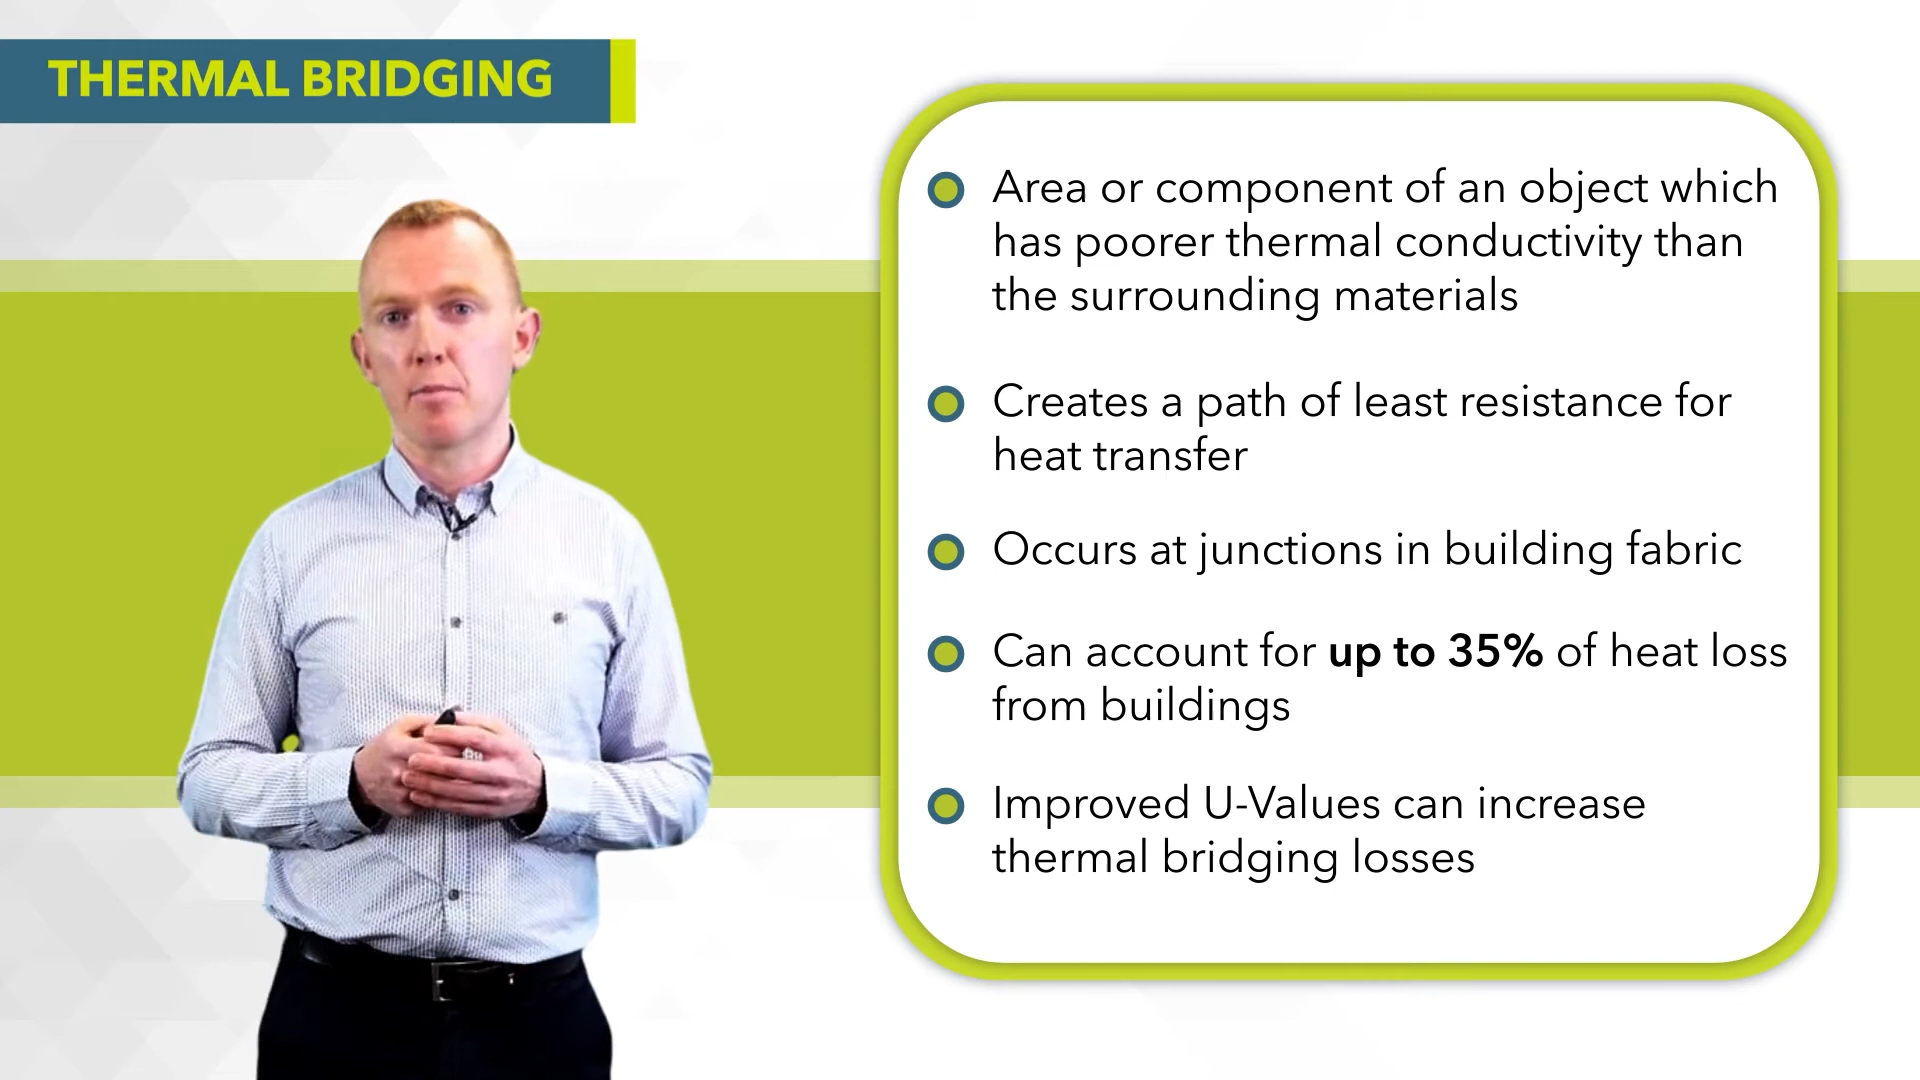 THERMAL BRIDGING
Area or component of an object which
has poorer thermal conductivity than
the surrounding materials
Creates a path of least resistance for
heat transfer
Occurs at junctions in building fabric
Can account for up to 35% of heat loss
from buildings
Improved U-Values can increase
thermal bridging losses